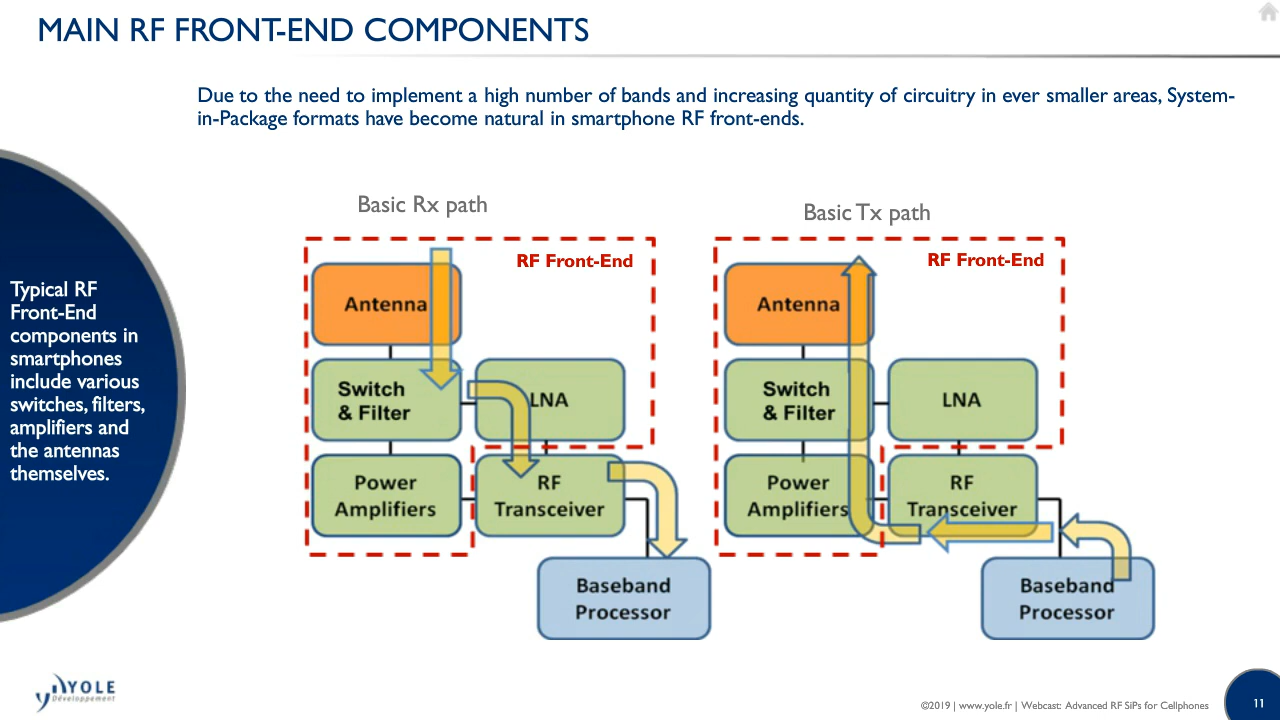 MAIN RF FRONT-END COMPONENTS
Due to the need to implement a high number of bands and increasing quantity of circuitry in ever smaller areas, System-
in-Package formats have become natural in smartphone RF front-ends.
Typical RF
Front-End
components in
smartphones
include various
switches, filters,
amplifiers and
the antennas
themselves.
Basic Rx path
RF Front-End
Antenna
Switch
& Filter
LNA
Power
Amplifiers
RF
Transceiver
Baseband
Processor
Basic Tx path
RF Front-End
Antenna
Switch
& Filter
LNA
Power
Amplifiers
RF
Transceiver
Baseband
Processor
YOLE
Développement
©2019 | www.yole.fr | Webcast: Advanced RF SiPs for Cellphones
11